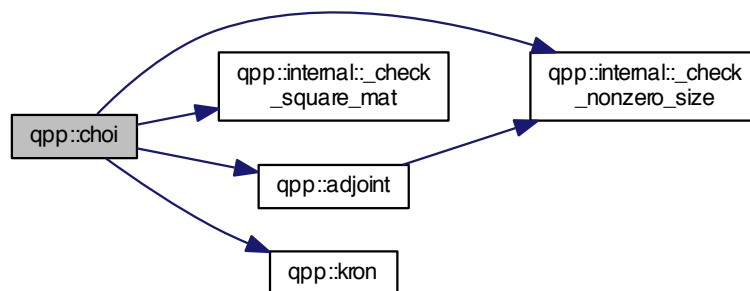 qpp::choi
qpp::internal::_check
_square_mat
qpp::adjoint
qpp::kron
qpp::internal::_check
_nonzero_size